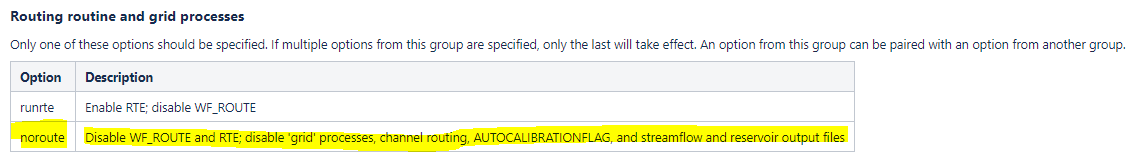 Routing routine and grid processes
Only one of these options should be specified. If multiple options from this group are specified, only the last will take effect. An option from this group can be paired with an option from another group.
Option Description
runrte Enable RTE; disable WF_ROUTE
noroute Disable WF_ROUTE and RTE; disable 'grid' processes, channel routing, AUTOCALIBRATIONFLAG, and streamflow and reservoir output files